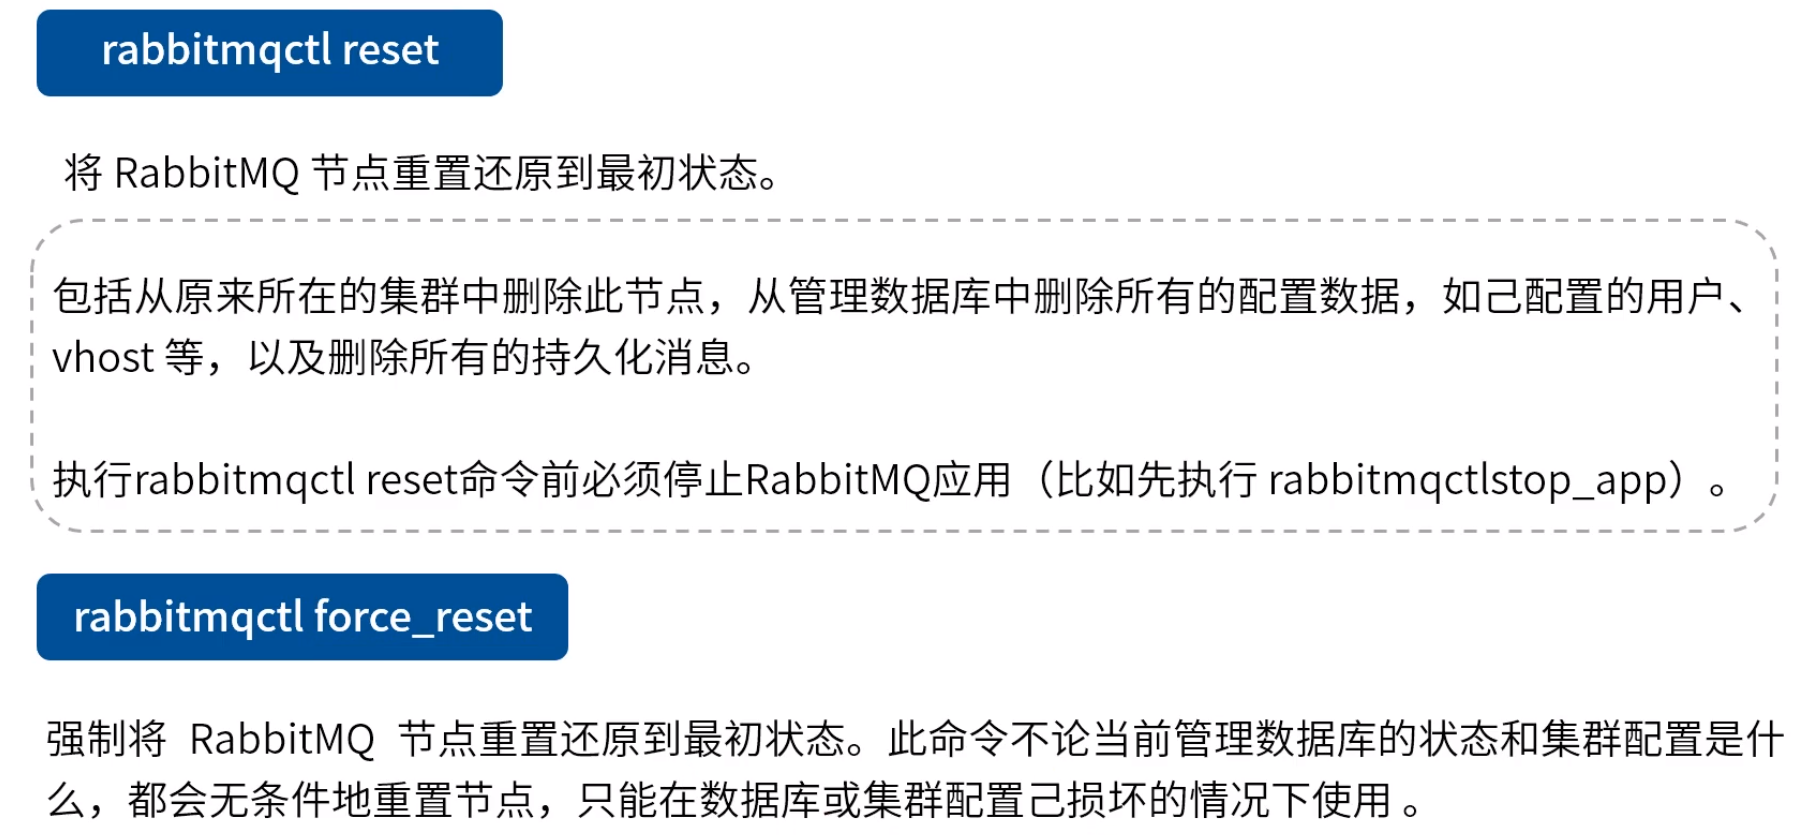 rabbitmqctl reset
将 RabbitMQ 节点重置还原到最初状态。
包括从原来所在的集群中删除此节点，从管理数据库中删除所有的配置数据，如己配置的用户、
vhost 等，以及删除所有的持久化消息。
执行rabbitmqctl reset命令前必须停止RabbitMQ应用（比如先执行 rabbitmqctlstop_app）。
rabbitmqctl force_reset
强制将 RabbitMQ 节点重置还原到最初状态。此命令不论当前管理数据库的状态和集群配置是什
么，都会无条件地重置节点，只能在数据库或集群配置己损坏的情况下使用 。